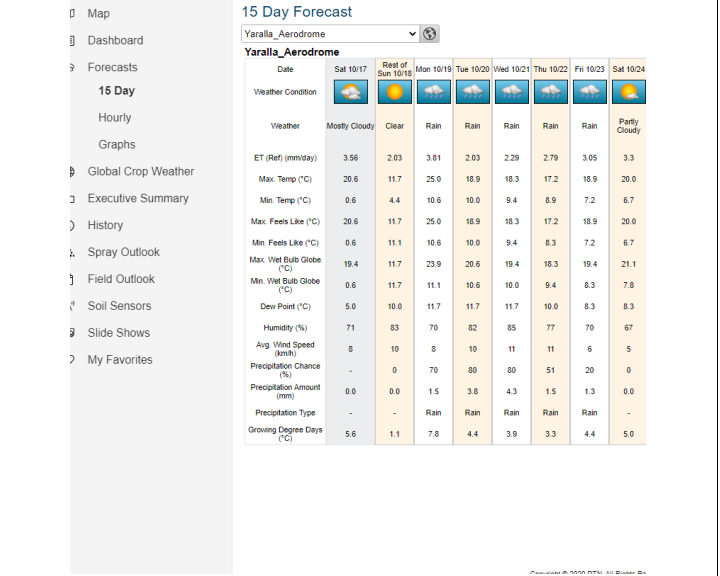 15 Day Forecast
Map
Yaralla_Aerodrome
Dashboard
Yaralla_Aerodrome
Forecasts
Date Sat 10/17 Rest of Sun 10/18 Mon 10/19 Tue 10/20 Wed 10/21 Thu 10/22 Fri 10/23 Sat 10/24
15 Day
Weather Condition
Hourly
Weather Mostly Cloudy Clear Rain Rain Rain Rain Rain Partly Cloudy
Graphs
ET (Ref) (mm/day) 3.56 2.03 3.81 2.03 2.29 2.79 3.05 3.3
Global Crop Weather
Max. Temp (°C) 20.6 11.7 25.0 18.9 18.3 17.2 18.9 20.0
Executive Summary
Min. Temp (°C) 0.6 4.4 10.6 10.0 9.4 8.9 7.2 6.7
History
Max. Feels Like (°C) 20.6 11.7 25.0 18.9 18.3 17.2 18.9 20.0
Min. Feels Like (°C) 0.6 11.1 10.6 10.0 9.4 8.3 7.2 6.7
Spray Outlook
Max. Wet Bulb Globe (°C) 19.4 11.7 23.9 20.6 19.4 18.3 19.4 21.1
Field Outlook
Min. Wet Bulb Globe (°C) 0.6 11.7 11.1 10.6 10.0 9.4 8.3 7.8
Soil Sensors
Dew Point (°C) 5.0 10.0 11.7 11.7 11.7 10.0 8.3 8.3
Slide Shows
Humidity (%) 71 83 70 82 85 77 70 67
Avg. Wind Speed (km/h) 8 10 8 10 11 11 6 5
My Favorites
Precipitation Chance (%) - 0 70 80 80 51 20 0
Precipitation Amount (mm) 0.0 0.0 1.5 3.8 4.3 1.5 1.3 0.0
Precipitation Type - - Rain Rain Rain Rain Rain -
Growing Degree Days (°C) 5.6 1.1 7.8 4.4 3.9 3.3 4.4 5.0
Copyright © 2020 DTN. All Rights Re